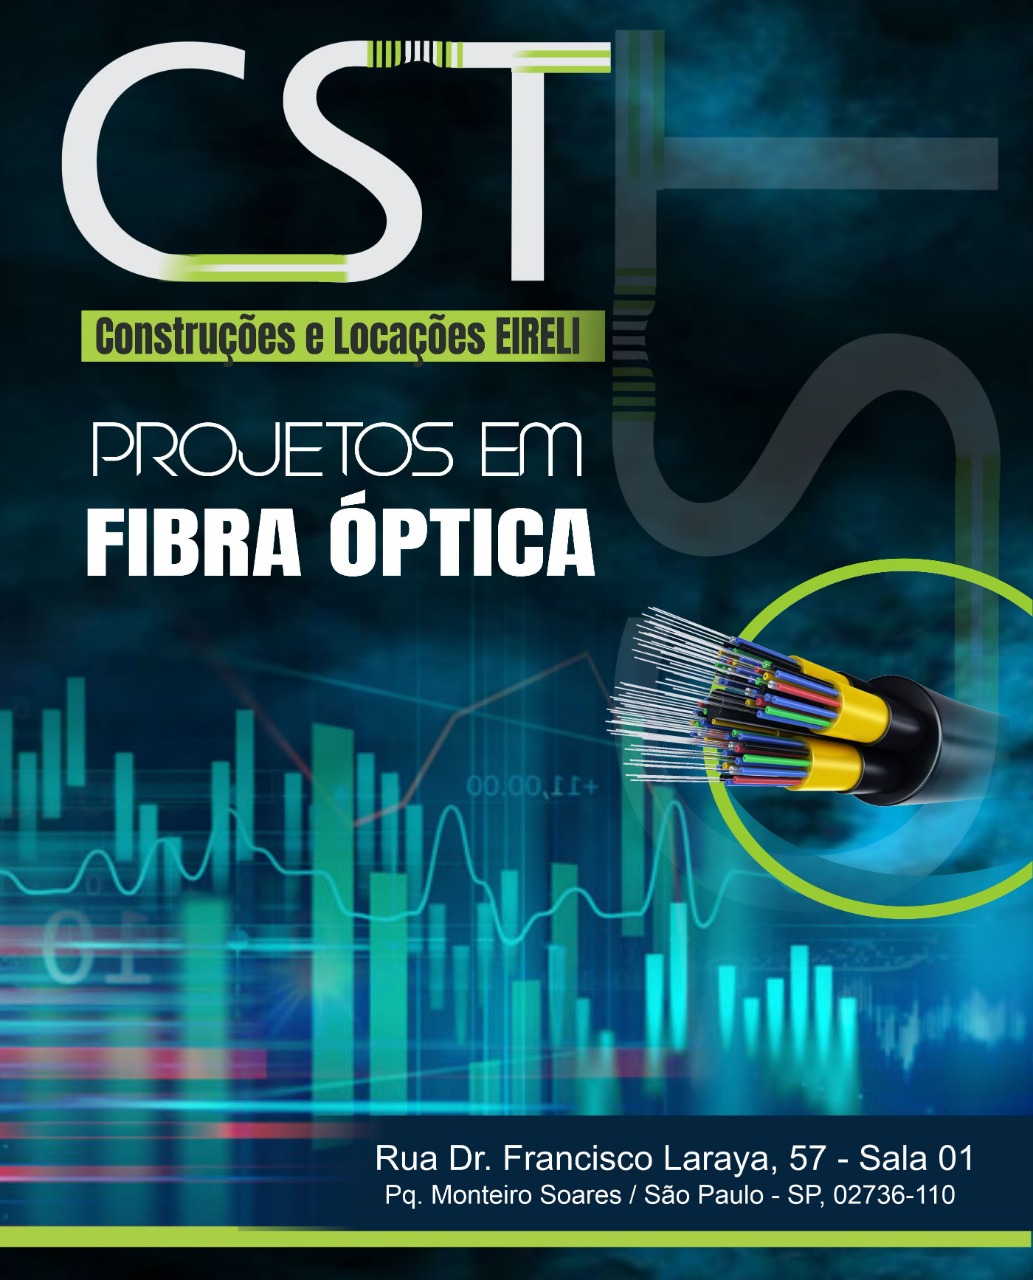 CST
Construções e Locações EIRELI
PROJETOS EM
FIBRA ÓPTICA
+11,00.00
01
Rua Dr. Francisco Laraya, 57 - Sala 01
Pq. Monteiro Soares / São Paulo - SP, 02736-110